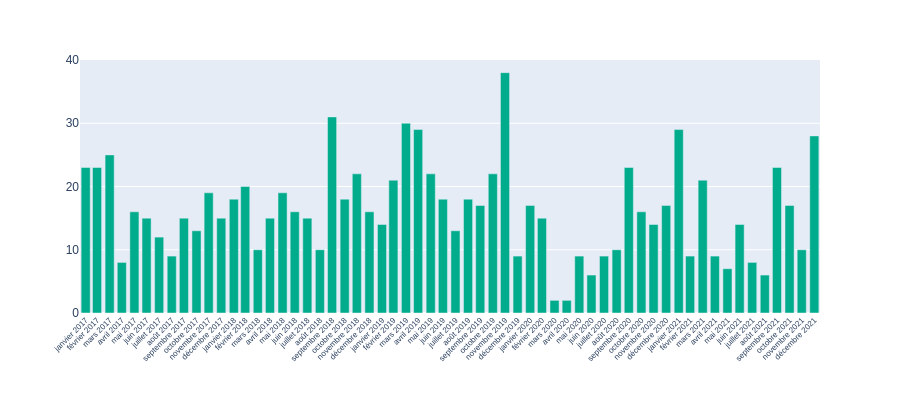 40
30
20
10
0
janvier 2017
février 2017
mars 2017
avril 2017
mai 2017
juin 2017
juillet 2017
août 2017
septembre 2017
octobre 2017
novembre 2017
décembre 2017
janvier 2018
février 2018
mars 2018
avril 2018
mai 2018
juin 2018
juillet 2018
août 2018
septembre 2018
octobre 2018
novembre 2018
décembre 2018
janvier 2019
février 2019
mars 2019
avril 2019
mai 2019
juin 2019
juillet 2019
août 2019
septembre 2019
octobre 2019
novembre 2019
décembre 2019
janvier 2020
février 2020
mars 2020
avril 2020
mai 2020
juin 2020
juillet 2020
août 2020
septembre 2020
octobre 2020
novembre 2020
décembre 2020
janvier 2021
février 2021
mars 2021
avril 2021
mai 2021
juin 2021
juillet 2021
août 2021
septembre 2021
octobre 2021
novembre 2021
décembre 2021